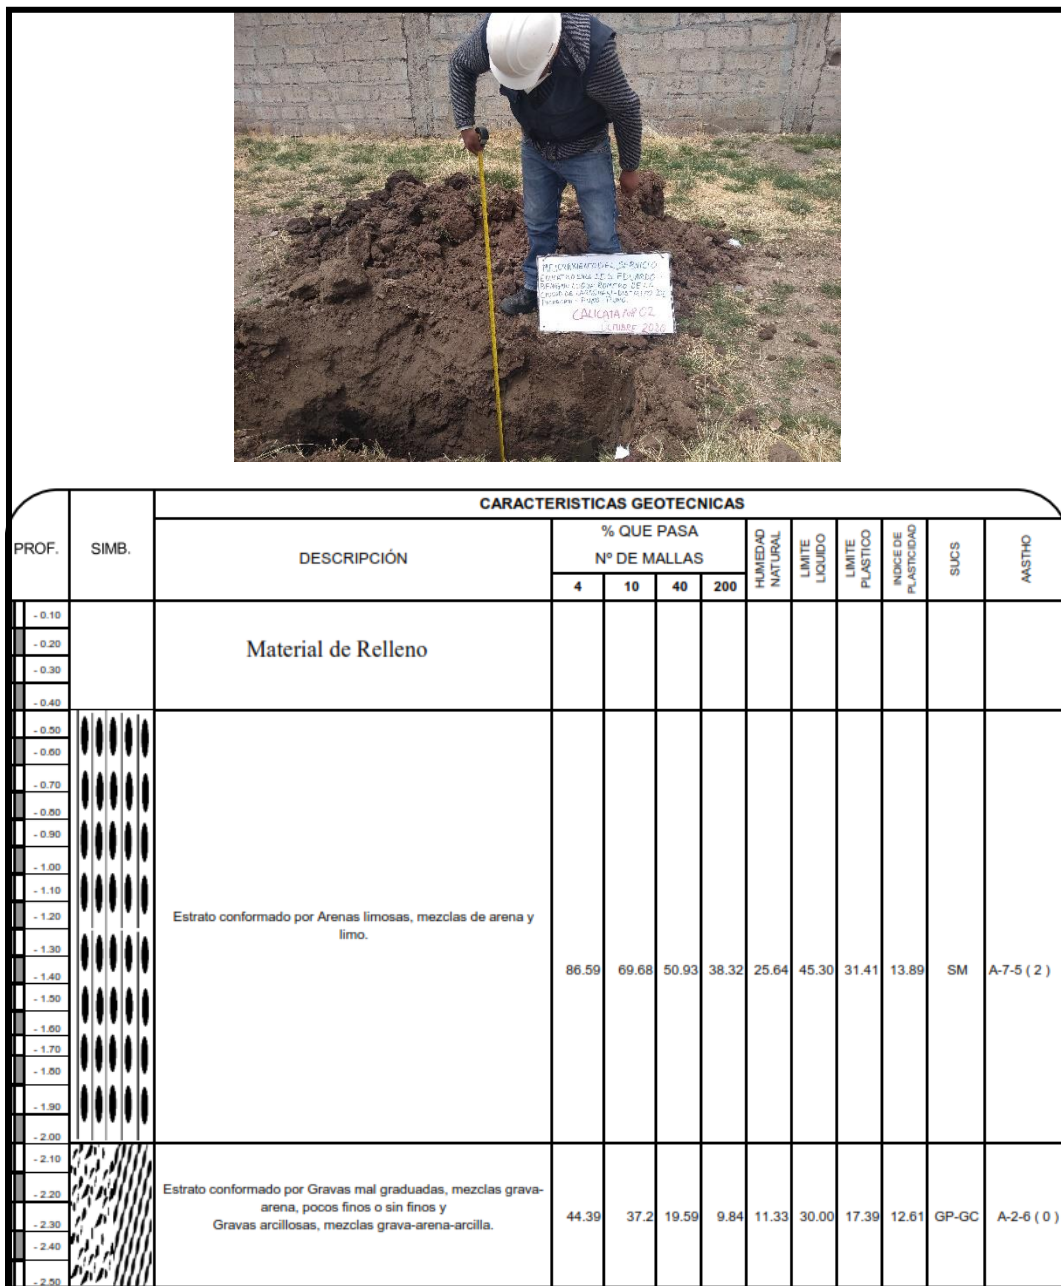 CALICATA Nº 02
CARACTERISTICAS GEOTECNICAS
PROF.
SIMB.
DESCRIPCIÓN
% QUE PASA
Nº DE MALLAS
4 10 40 200
HUMEDAD
NATURAL
LIMITE
LIQUIDO
LIMITE
PLASTICO
INDICE DE
PLASTICIDAD
SUCS
AASTHO
- 0.10
- 0.20
- 0.30
- 0.40
Material de Relleno
- 0.50
- 0.60
- 0.70
- 0.80
- 0.90
- 1.00
- 1.10
- 1.20
- 1.30
- 1.40
- 1.50
- 1.60
- 1.70
- 1.80
- 1.90
- 2.00
Estrato conformado por Arenas limosas, mezclas de arena y
limo.
86.59 69.68 50.93 38.32 25.64 45.30 31.41 13.89 SM A-7-5 ( 2 )
- 2.10
- 2.20
- 2.30
- 2.40
- 2.50
Estrato conformado por Gravas mal graduadas, mezclas grava-
arena, pocos finos o sin finos y
Gravas arcillosas, mezclas grava-arena-arcilla.
44.39 37.2 19.59 9.84 11.33 30.00 17.39 12.61 GP-GC A-2-6 ( 0 )